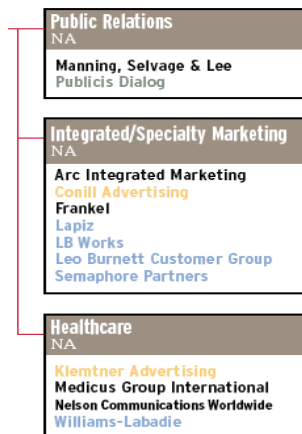 Public Relations
NA
Manning, Selvage & Lee
Publicis Dialog
Integrated/Specialty Marketing
NA
Arc Integrated Marketing
Conill Advertising
Frankel
Lapiz
LB Works
Leo Burnett Customer Group
Semaphore Partners
Healthcare
NA
Klemtner Advertising
Medicus Group International
Nelson Communications Worldwide
Williams-Labadie